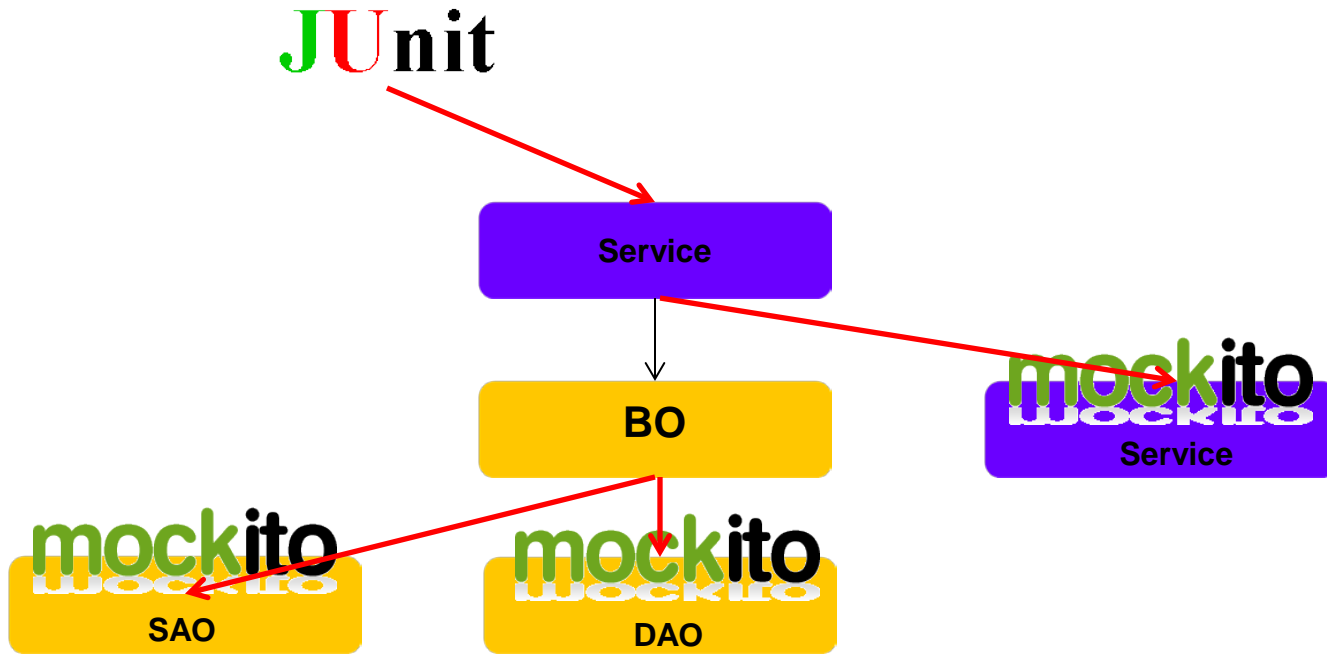 JUnit
Service
BO
mockito
Service
mockito
SAO
mockito
DAO